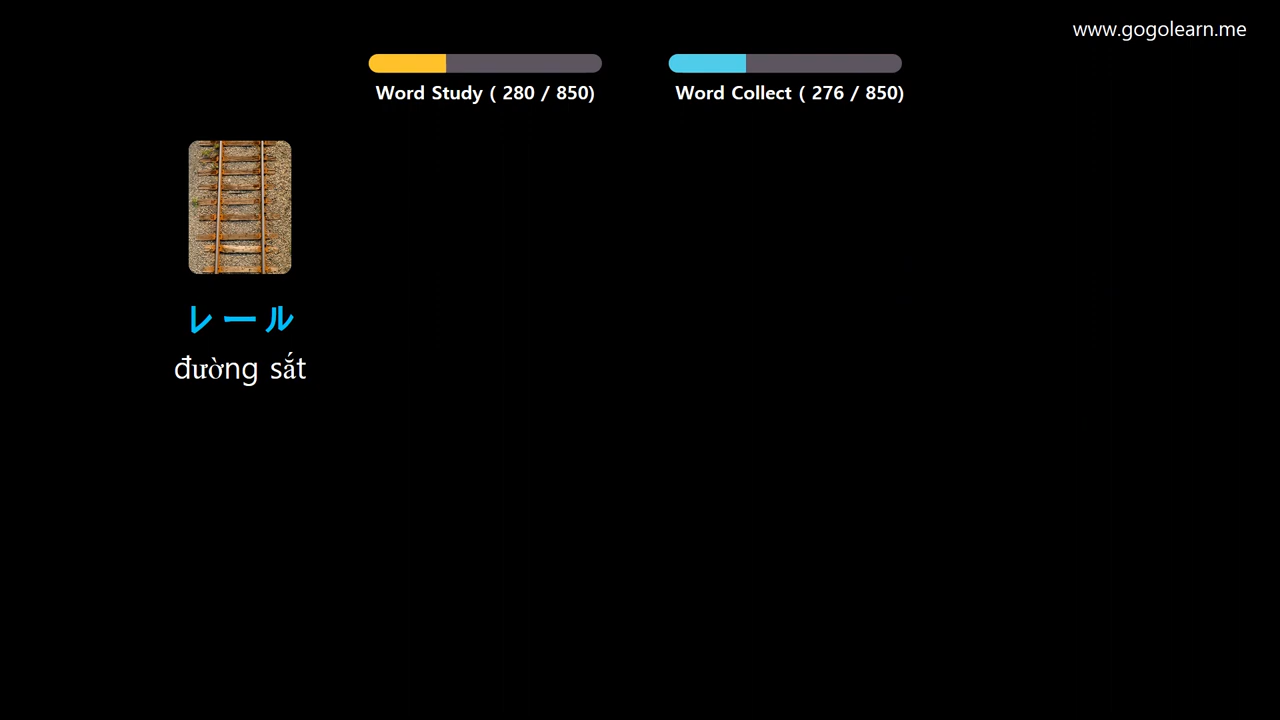 www.gogolearn.me
Word Study ( 280 / 850)
Word Collect ( 276 / 850)
レール
đường sắt